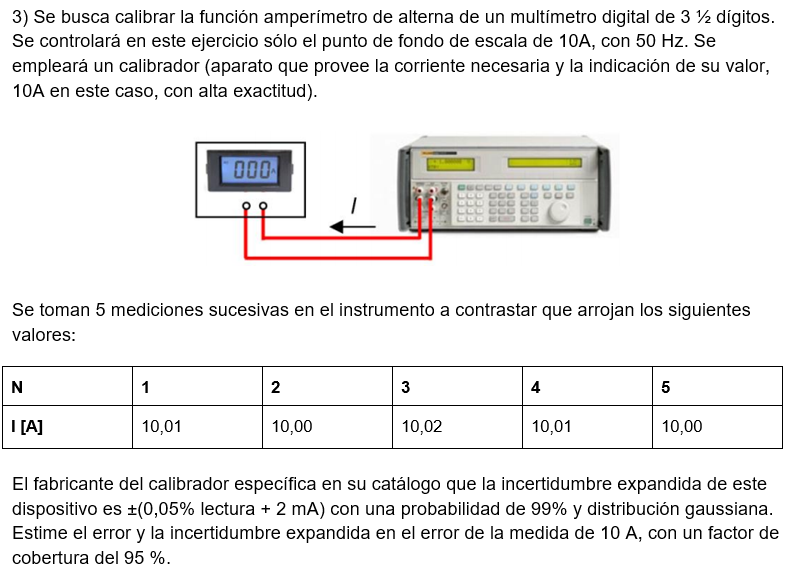 3) Se busca calibrar la función amperímetro de alterna de un multímetro digital de 3 ½ dígitos.
Se controlará en este ejercicio sólo el punto de fondo de escala de 10A, con 50 Hz. Se
empleará un calibrador (aparato que provee la corriente necesaria y la indicación de su valor,
10A en este caso, con alta exactitud).
000A
I
Se toman 5 mediciones sucesivas en el instrumento a contrastar que arrojan los siguientes
valores:
N 1 2 3 4 5
I [A] 10,01 10,00 10,02 10,01 10,00
El fabricante del calibrador específica en su catálogo que la incertidumbre expandida de este
dispositivo es ±(0,05% lectura + 2 mA) con una probabilidad de 99% y distribución gaussiana.
Estime el error y la incertidumbre expandida en el error de la medida de 10 A, con un factor de
cobertura del 95 %.